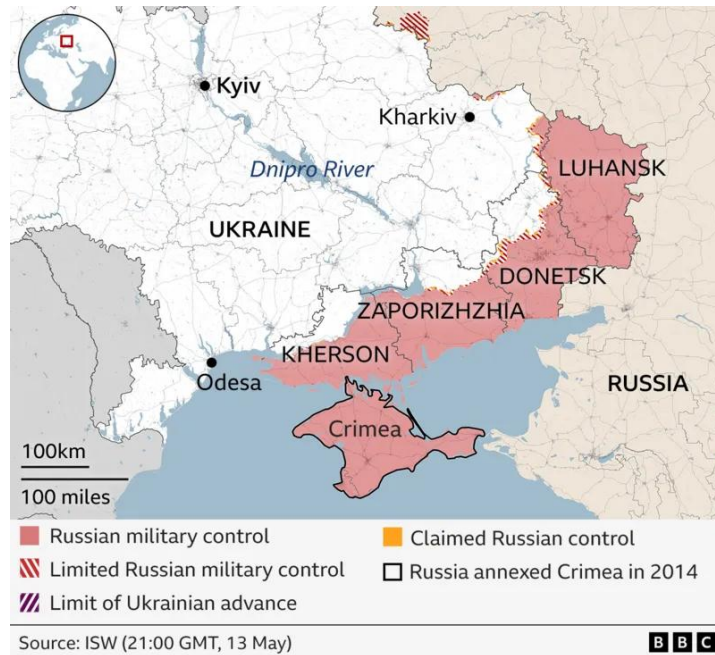 Kyiv
Kharkiv
Dnipro River
LUHANSK
UKRAINE
DONETSK
ZAPORIZHZHIA
KHERSON
Odesa
RUSSIA
Crimea
100km
100 miles
Russian military control
Claimed Russian control
Limited Russian military control
Russia annexed Crimea in 2014
Limit of Ukrainian advance
Source: ISW (21:00 GMT, 13 May)
BBC